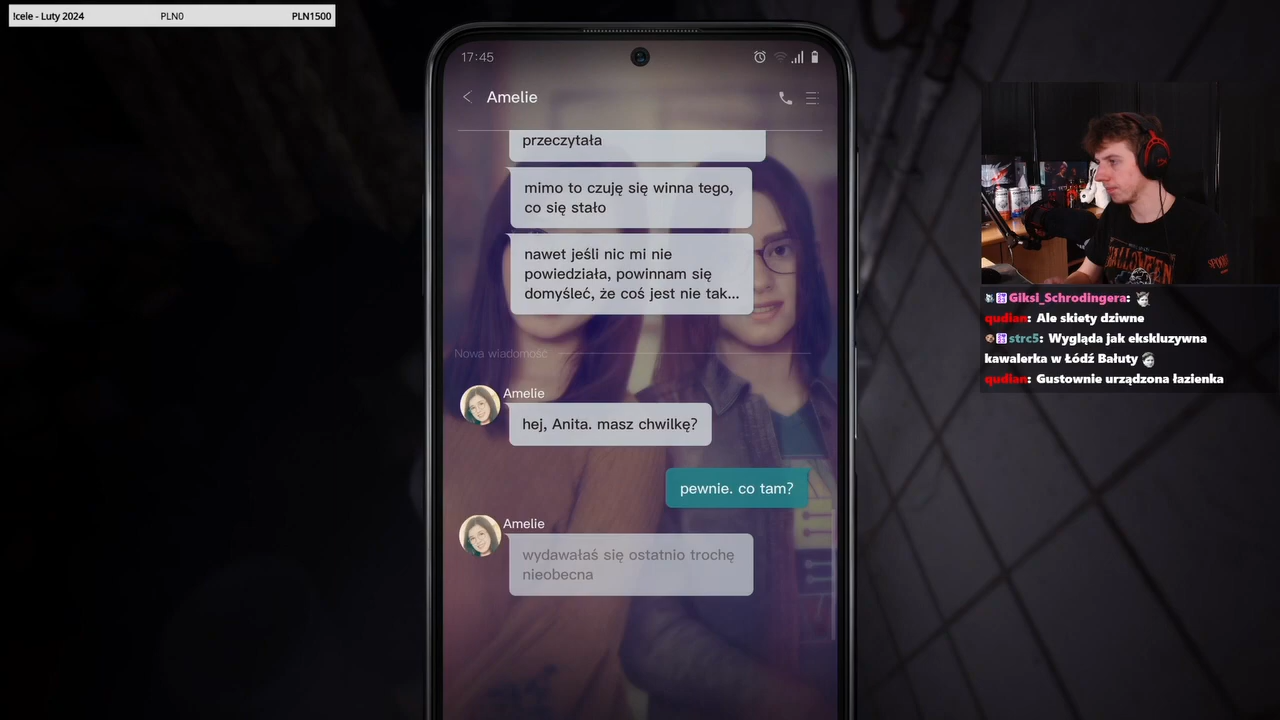 !cele - Luty 2024 PLN0 PLN1500
17:45
Amelie
przeczytała
mimo to czuję się winna tego,
co się stało
nawet jeśli nic mi nie
powiedziała, powinnam się
domyśleć, że coś jest nie tak...
Nowa wiadomość
Amelie
hej, Anita. masz chwilkę?
pewnie. co tam?
Amelie
wydawałaś się ostatnio trochę
nieobecna
Giksi_Schrodingera:
qudian: Ale skiety dziwne
strc5: Wygląda jak ekskluzywna
kawalerka w Łódź Bałuty
qudian: Gustownie urządzona łazienka